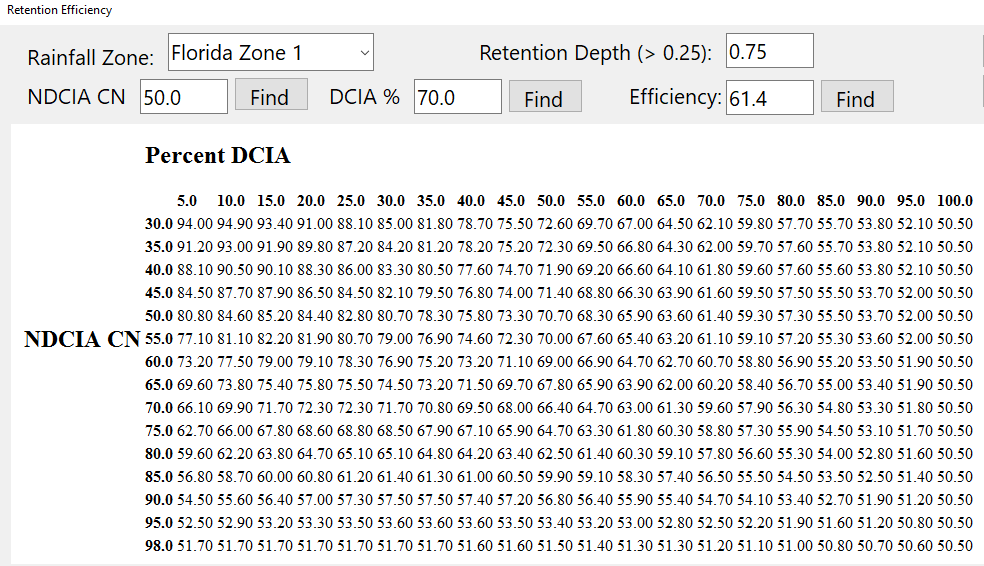 Retention Efficiency
Rainfall Zone: Florida Zone 1 Retention Depth (> 0.25): 0.75
NDCIA CN 50.0 Find DCIA % 70.0 Find Efficiency: 61.4 Find
Percent DCIA
5.0 10.0 15.0 20.0 25.0 30.0 35.0 40.0 45.0 50.0 55.0 60.0 65.0 70.0 75.0 80.0 85.0 90.0 95.0 100.0
30.0 94.00 94.90 93.40 91.00 88.10 85.00 81.80 78.70 75.50 72.60 69.70 67.00 64.50 62.10 59.80 57.70 55.70 53.80 52.10 50.50
35.0 91.20 93.00 91.90 89.80 87.20 84.20 81.20 78.20 75.20 72.30 69.50 66.80 64.30 62.00 59.70 57.60 55.70 53.80 52.10 50.50
40.0 88.10 90.50 90.10 88.30 86.00 83.30 80.50 77.60 74.70 71.90 69.20 66.60 64.10 61.80 59.60 57.60 55.60 53.80 52.10 50.50
45.0 84.50 87.70 87.90 86.50 84.50 82.10 79.50 76.80 74.00 71.40 68.80 66.30 63.90 61.60 59.50 57.50 55.50 53.70 52.00 50.50
50.0 80.80 84.60 85.20 84.40 82.80 80.70 78.30 75.80 73.30 70.70 68.30 65.90 63.60 61.40 59.30 57.30 55.50 53.70 52.00 50.50
NDCIA CN 55.0 77.10 81.10 82.20 81.90 80.70 79.00 76.90 74.60 72.30 70.00 67.60 65.40 63.20 61.10 59.10 57.20 55.30 53.60 52.00 50.50
60.0 73.20 77.50 79.00 79.10 78.30 76.90 75.20 73.20 71.10 69.00 66.90 64.70 62.70 60.70 58.80 56.90 55.20 53.50 51.90 50.50
65.0 69.60 73.80 75.40 75.80 75.50 74.50 73.20 71.50 69.70 67.80 65.90 63.90 62.00 60.20 58.40 56.70 55.00 53.40 51.90 50.50
70.0 66.10 69.90 71.70 72.30 72.30 71.70 70.80 69.50 68.00 66.40 64.70 63.00 61.30 59.60 57.90 56.30 54.80 53.30 51.80 50.50
75.0 62.70 66.00 67.80 68.60 68.80 68.50 67.90 67.10 65.90 64.70 63.30 61.80 60.30 58.80 57.30 55.90 54.50 53.10 51.70 50.50
80.0 59.60 62.20 63.80 64.70 65.10 65.10 64.80 64.20 63.40 62.50 61.40 60.30 59.10 57.80 56.60 55.30 54.00 52.80 51.60 50.50
85.0 56.80 58.70 60.00 60.80 61.20 61.40 61.30 61.00 60.50 59.90 59.10 58.30 57.40 56.50 55.50 54.50 53.50 52.50 51.40 50.50
90.0 54.50 55.60 56.40 57.00 57.30 57.50 57.50 57.40 57.20 56.80 56.40 55.90 55.40 54.70 54.10 53.40 52.70 51.90 51.20 50.50
95.0 52.50 52.90 53.20 53.30 53.50 53.60 53.60 53.60 53.50 53.40 53.20 53.00 52.80 52.50 52.20 51.90 51.60 51.20 50.80 50.50
98.0 51.70 51.70 51.70 51.70 51.70 51.70 51.70 51.60 51.60 51.50 51.40 51.30 51.30 51.20 51.10 51.00 50.80 50.70 50.60 50.50